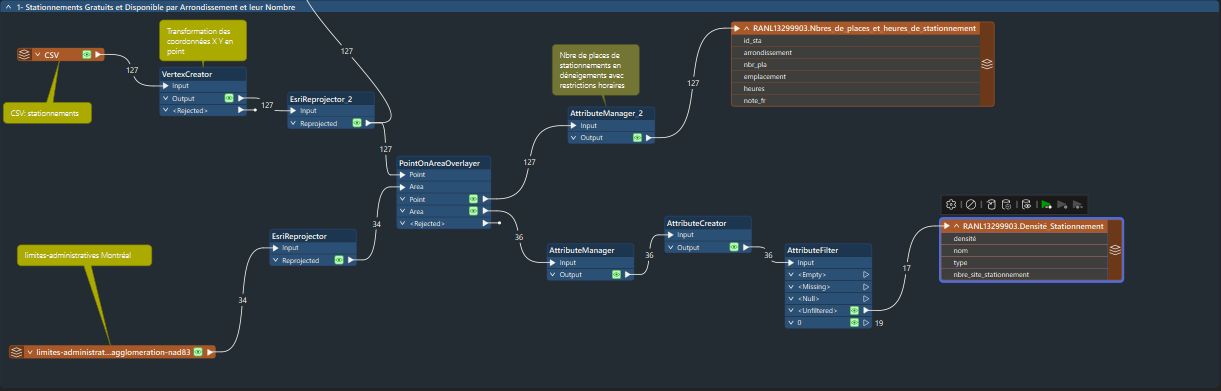 1- Stationnements Gratuits et Disponible par Arrondissement et leur Nombre
Transformation des
coordonnées X Y en
point
CSV
127
CSV: stationnements
VertexCreator
Input
Output
<Rejected>
127
EsriReprojector_2
Input
Reprojected
127
127
limites-administratives Montréal
limites-administrat...agglomeration-nad83
34
EsriReprojector
Input
Reprojected
34
PointOnAreaOverlayer
Point
Area
Point
Area
<Rejected>
127
36
Nbre de places de
stationnements en
déneigements avec
restrictions horaires
AttributeManager_2
Input
Output
127
RANL13299903.Nbres_de_places_et_heures_de_stationnement
id_sta
arrondissement
nbr_pla
emplacement
heures
note_fr
AttributeManager
Input
Output
36
AttributeCreator
Input
Output
36
AttributeFilter
Input
<Empty>
<Missing>
<Null>
<Unfiltered>
0
19
17
RANL13299903.Densité_Stationnement
densité
nom
type
nbre_site_stationnement